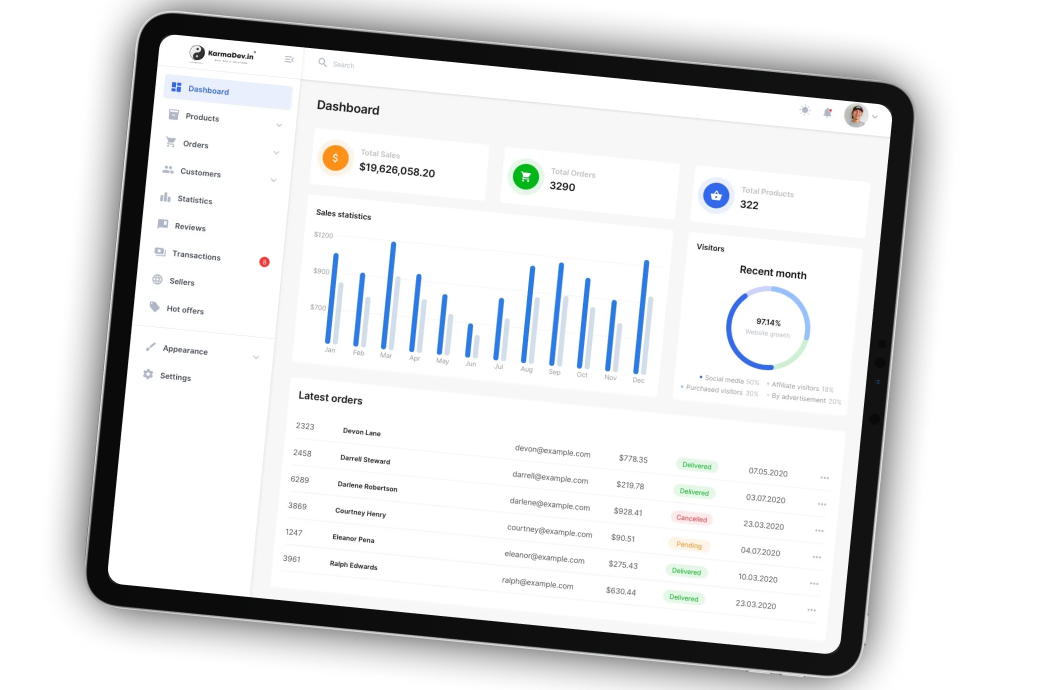 KarmaDev.in
Search
Dashboard
Products
Orders
Customers
Statistics
Reviews
Transactions
8
Sellers
Hot offers
Appearance
Settings
Dashboard
Total Sales
$19,626,058.20
Total Orders
3290
Total Products
322
Sales statistics
$1200
$900
$700
Jan Feb Mar Apr May Jun Jul Aug Sep Oct Nov Dec
Visitors
Recent month
97.14%
Website growth
Social media 50% Affiliate visitors 18%
Purchased visitors 30% By advertisement 20%
Latest orders
2323 Devon Lane devon@example.com $778.35 Delivered 07.05.2020
2458 Darrell Steward darrell@example.com $219.78 Delivered 03.07.2020
6289 Darlene Robertson darlene@example.com $928.41 Cancelled 23.03.2020
3869 Courtney Henry courtney@example.com $90.51 Pending 04.07.2020
1247 Eleanor Pena eleanor@example.com $275.43 Delivered 10.03.2020
3961 Ralph Edwards ralph@example.com $630.44 Delivered 23.03.2020